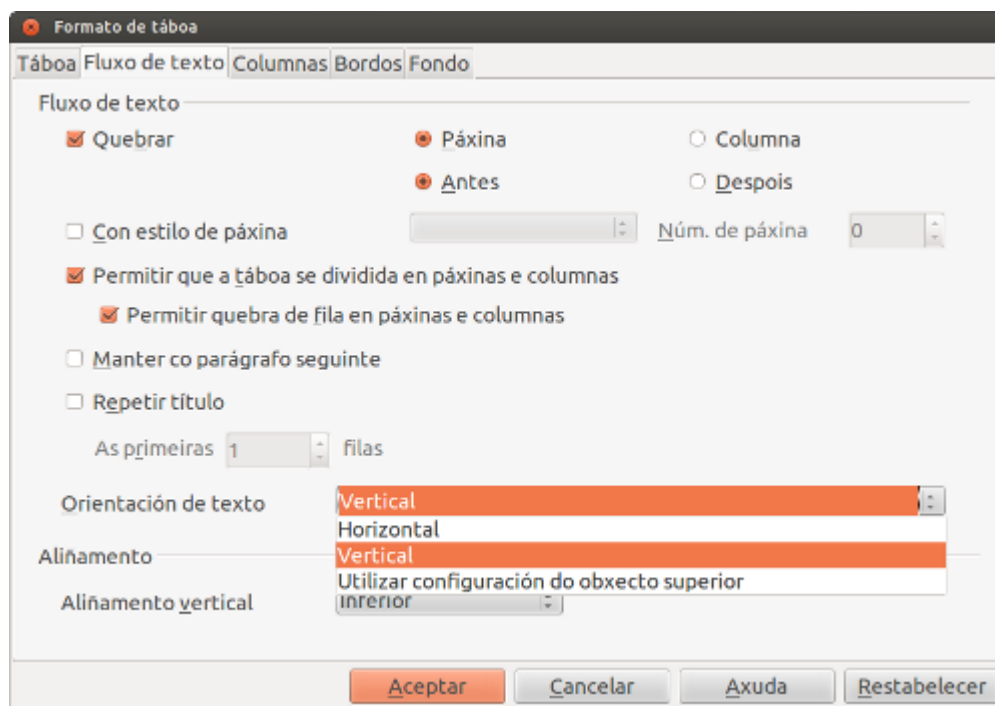 Formato de táboa
Táboa Fluxo de texto Columnas Bordos Fondo
Fluxo de texto
Quebrar Páxina Columna
Antes Despois
Con estilo de páxina Núm. de páxina 0
Permitir que a táboa se dividida en páxinas e columnas
Permitir quebra de fila en páxinas e columnas
Manter co parágrafo seguinte
Repetir título
As primeiras 1 filas
Orientación de texto Vertical
Horizontal
Aliñamento Vertical
Utilizar configuración do obxecto superior
Aliñamento vertical Inferior
Aceptar Cancelar Axuda Restabelecer